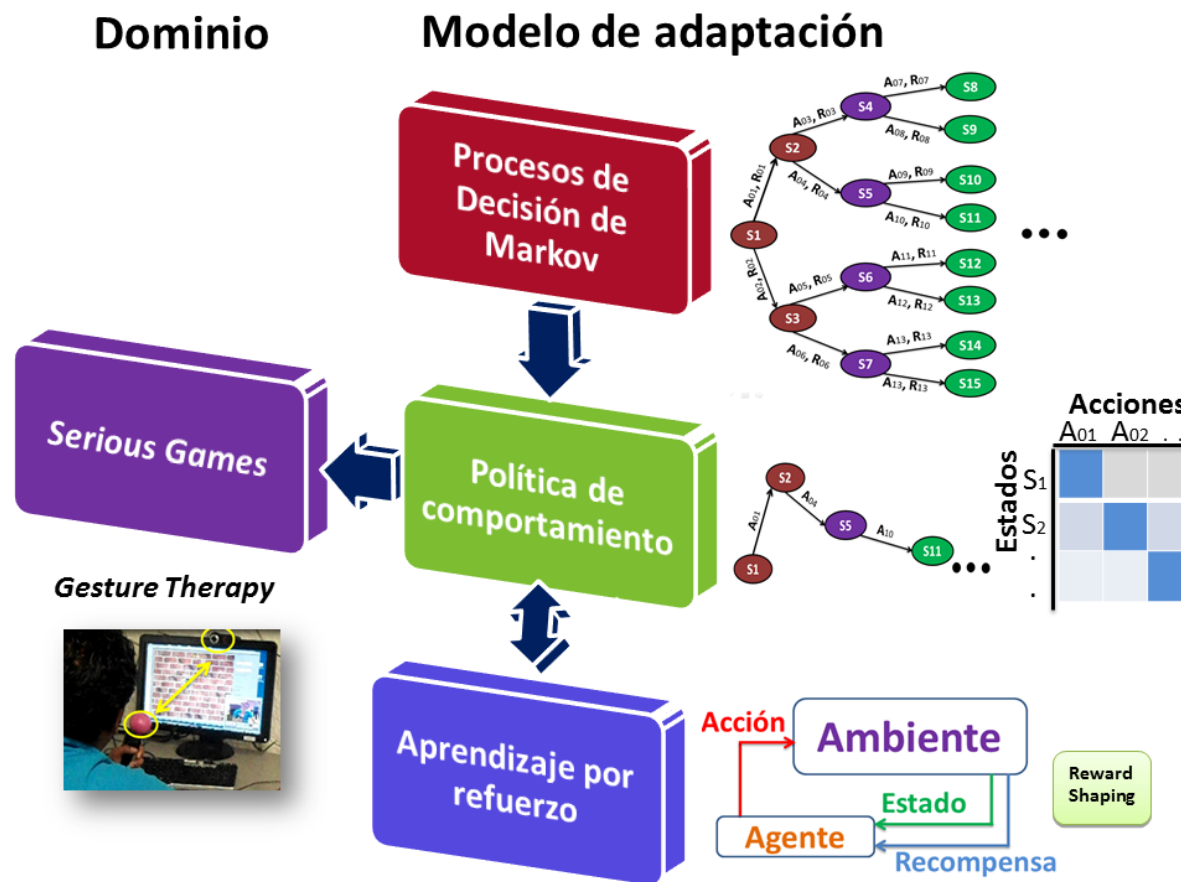 Dominio
Modelo de adaptación
Procesos de
Decisión de
Markov
A01, R01
A02, R02
A03, R03
A04, R04
A05, R05
A06, R06
A07, R07
A08, R08
A09, R09
A10, R10
A11, R11
A12, R12
A13, R13
A13, R13
S1
S2
S3
S4
S5
S6
S7
S8
S9
S10
S11
S12
S13
S14
S15
...
Serious Games
Política de
comportamiento
S1
A01
S2
A04
S5
A10
S11
...
Acciones
A01 A02 . .
Estados
S1
S2
.
.
Gesture Therapy
Aprendizaje por
refuerzo
Acción
Ambiente
Estado
Agente
Recompensa
Reward
Shaping